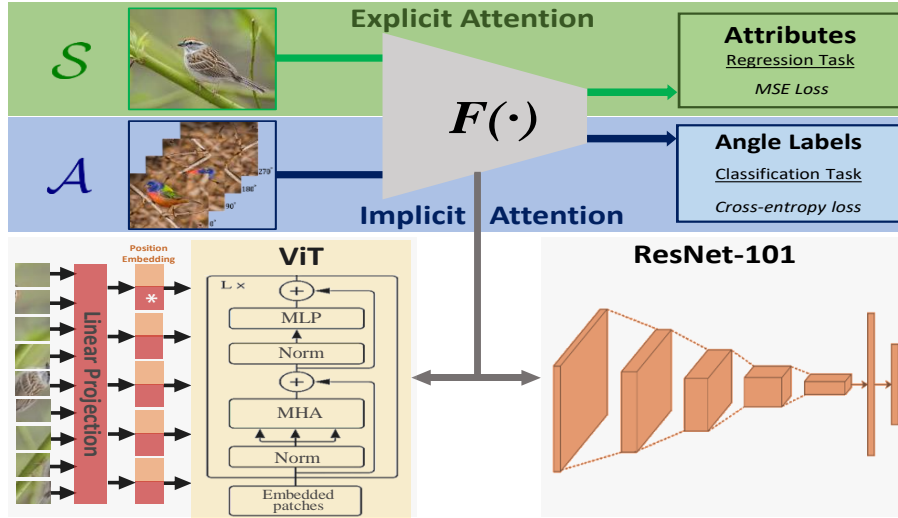 Explicit Attention
S
Attributes
Regression Task
MSE Loss
F(·)
A
270°
180°
90°
0°
Angle Labels
Classification Task
Cross-entropy loss
Implicit Attention
Position
Embedding
ViT
ResNet-101
L ×
+
*
MLP
Linear Projection
Norm
+
MHA
Norm
Embedded
patches